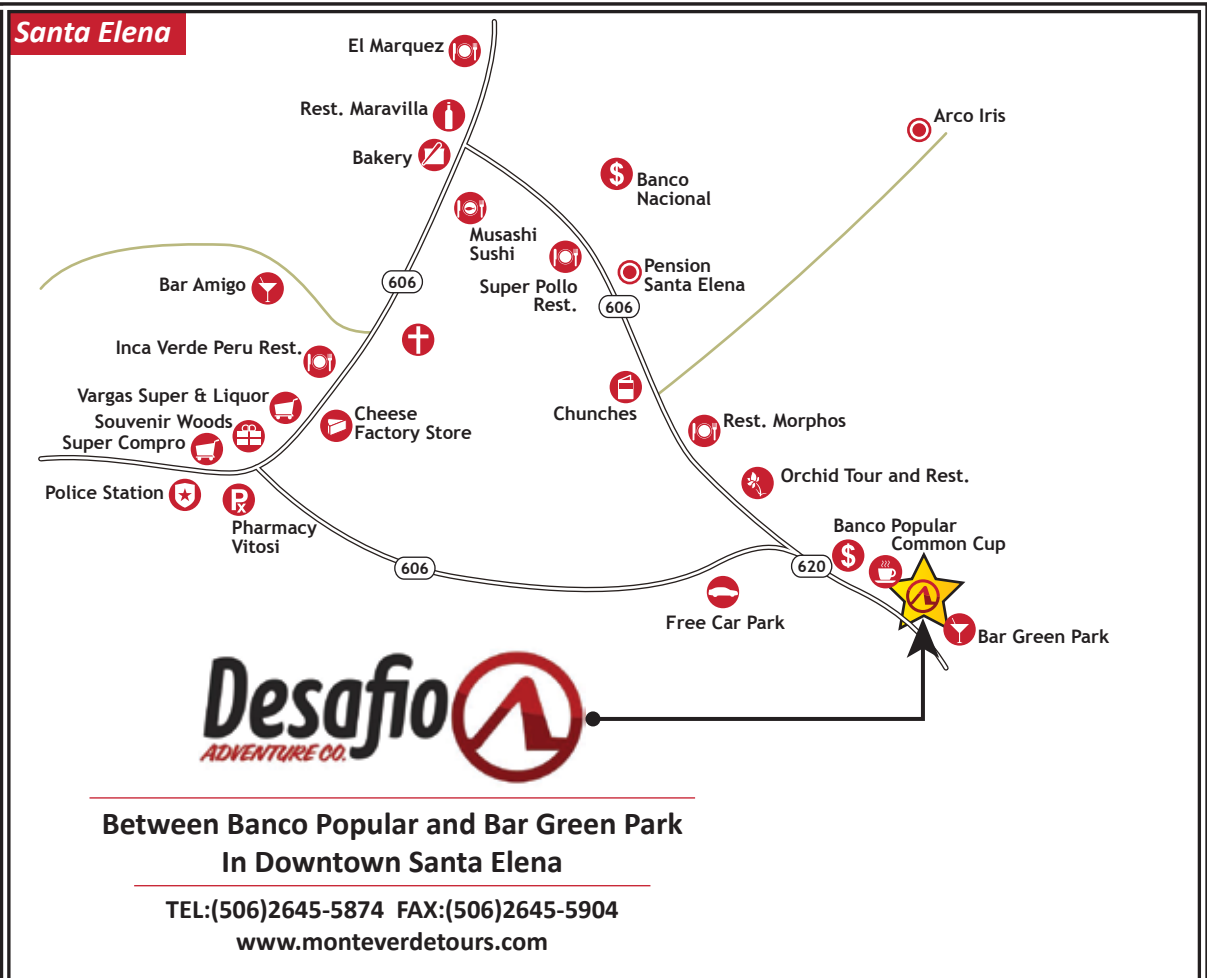 Santa Elena
El Marquez
Rest. Maravilla
Arco Iris
Bakery
$
Banco
Nacional
Musashi
Sushi
Super Pollo
Rest.
Pension
Santa Elena
Bar Amigo
606
606
Inca Verde Peru Rest.
Vargas Super & Liquor
Souvenir Woods
Super Compro
Cheese
Factory Store
Chunches
Rest. Morphos
Police Station
Px
Pharmacy
Vitosi
Orchid Tour and Rest.
Banco Popular
Common Cup
$
606
620
Free Car Park
Bar Green Park
Desafio
ADVENTURE CO.
Between Banco Popular and Bar Green Park
In Downtown Santa Elena
TEL:(506)2645-5874 FAX:(506)2645-5904
www.monteverdetours.com